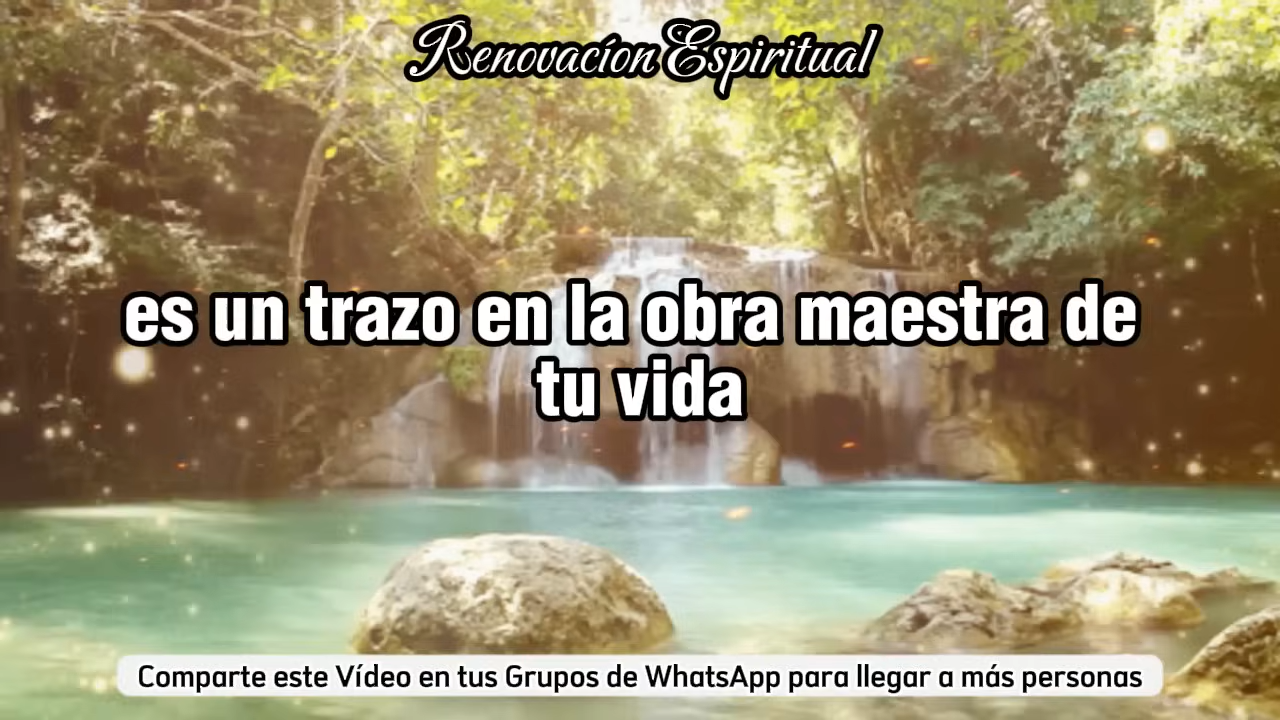 Renovacíon Espiritual
es un trazo en la obra maestra de
tu vida
Comparte este Vídeo en tus Grupos de WhatsApp para llegar a más personas